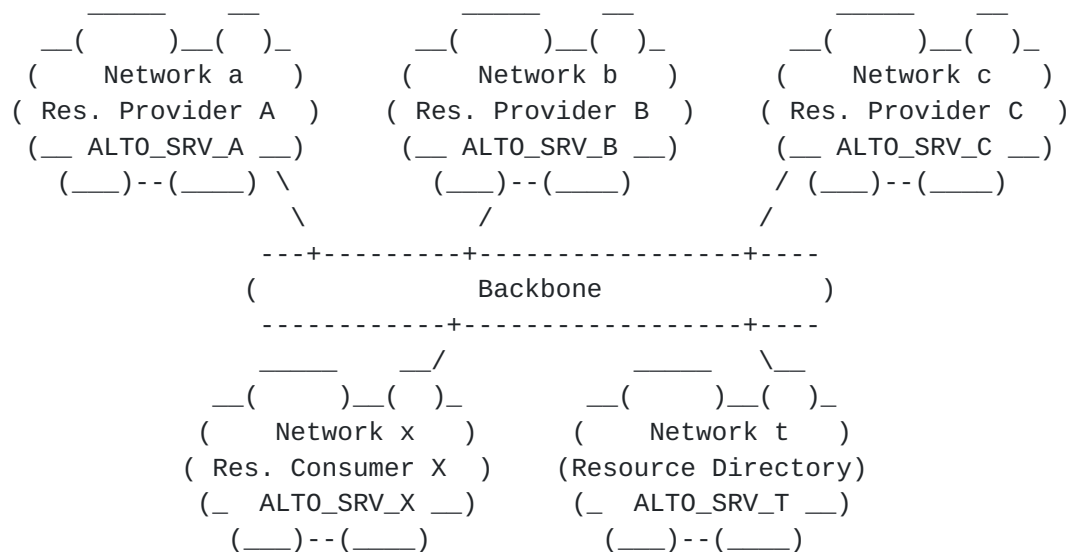 Network a Network b Network c
Res. Provider A Res. Provider B Res. Provider C
ALTO_SRV_A ALTO_SRV_B ALTO_SRV_C
Backbone
Network x Network t
Res. Consumer X (Resource Directory)
ALTO_SRV_X ALTO_SRV_T